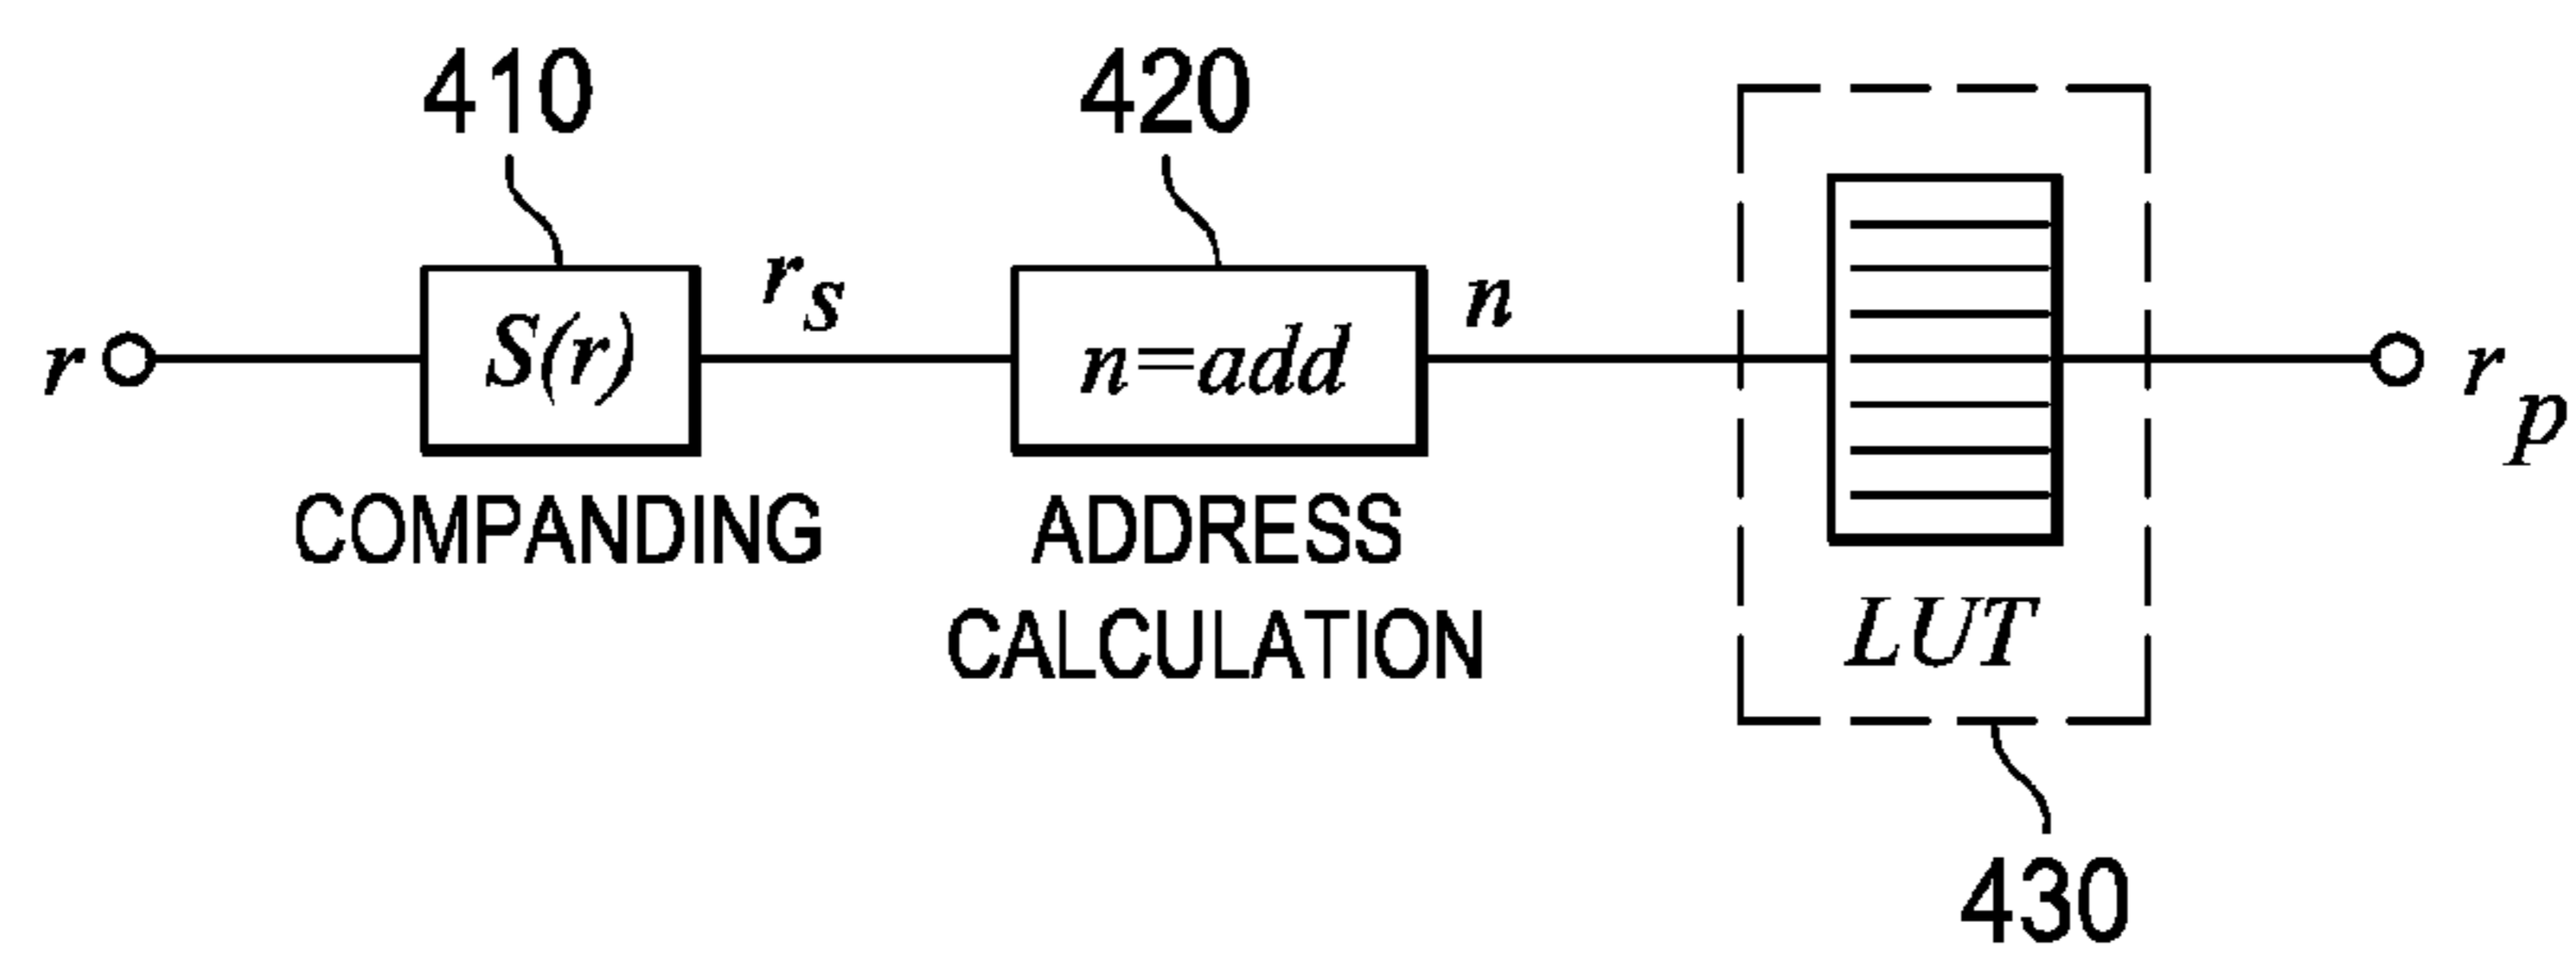 410
420
r
S(r)
r_s
n=add
n
r_p
COMPANDING
ADDRESS
CALCULATION
LUT
430